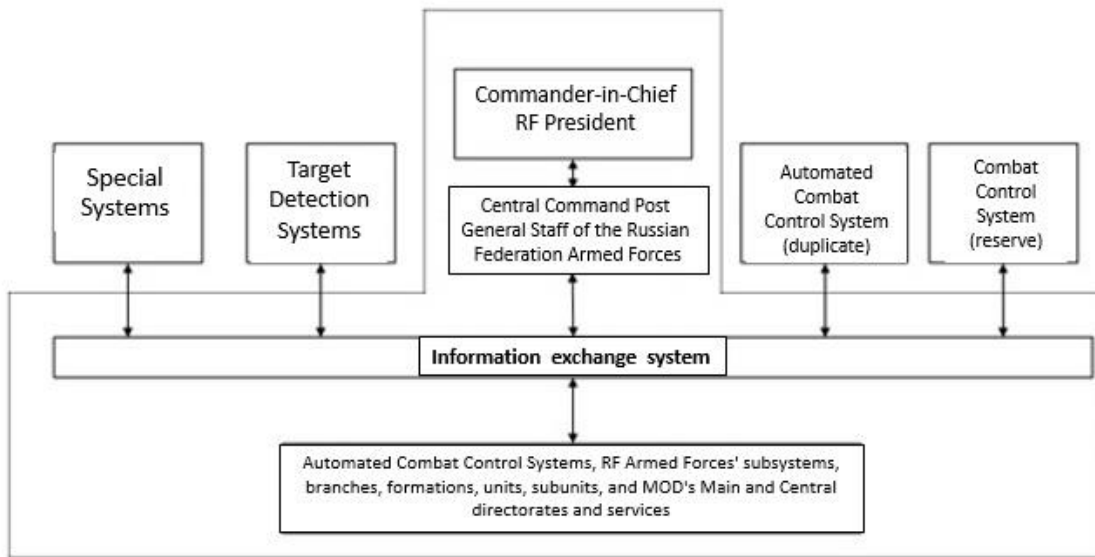 Commander-in-Chief
RF President
Special
Systems
Target
Detection
Systems
Central Command Post
General Staff of the Russian
Federation Armed Forces
Automated
Combat
Control System
(duplicate)
Combat
Control
System
(reserve)
Information exchange system
Automated Combat Control Systems, RF Armed Forces' subsystems,
branches, formations, units, subunits, and MOD's Main and Central
directorates and services